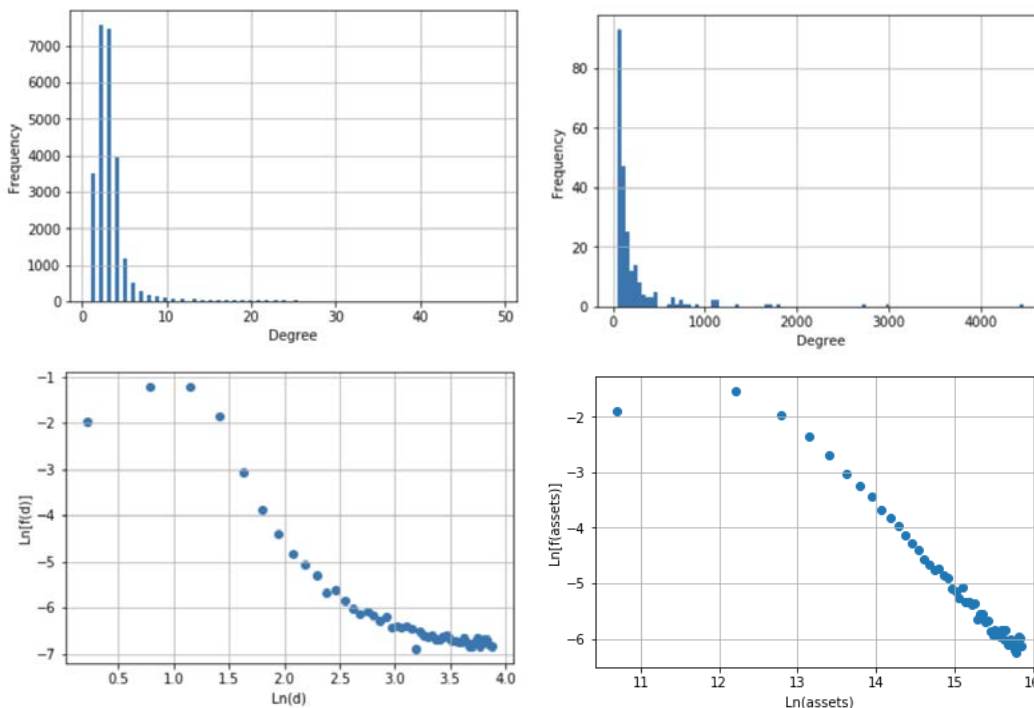 7000
6000
5000
4000
3000
2000
1000
0
Frequency
0 10 20 30 40 50
Degree
80
60
40
20
0
Frequency
0 1000 2000 3000 4000
Degree
−1
−2
−3
−4
−5
−6
−7
Ln[f(d)]
0.5 1.0 1.5 2.0 2.5 3.0 3.5 4.0
Ln(d)
−2
−3
−4
−5
−6
Ln[f(assets)]
11 12 13 14 15 16
Ln(assets)